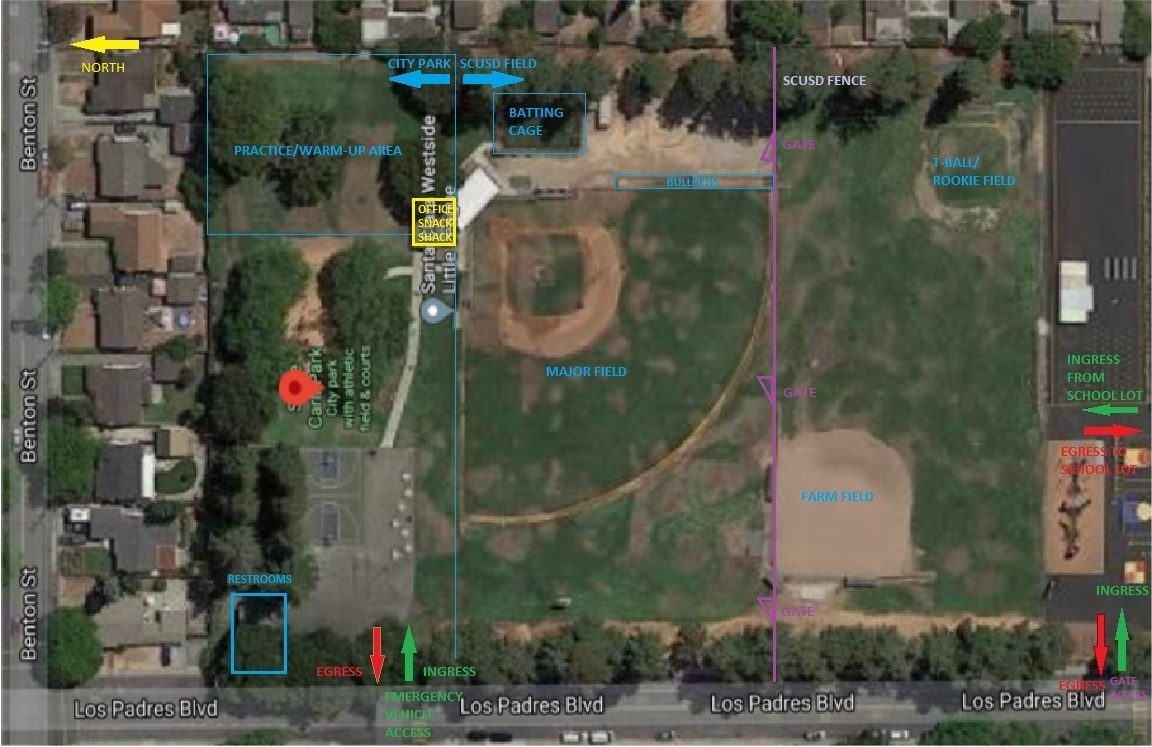 NORTH
CITY PARK
SCUSD FIELD
SCUSD FENCE
BATTING
CAGE
PRACTICE/WARM-UP AREA
GATE
T-BALL/
ROOKIE FIELD
BULLPENS
OFFICE
SNACK
SHACK
Westside
Little
MAJOR FIELD
GATE
City park
with athletic
field & courts
INGRESS
FROM
SCHOOL LOT
EGRESS TO
SCHOOL LOT
FARM FIELD
RESTROOMS
GATE
INGRESS
EGRESS
INGRESS
EMERGENCY
VEHICLE
ACCESS
EGRESS
GATE
Benton St
Benton St
Benton St
Los Padres Blvd
Los Padres Blvd
Los Padres Blvd
Los Padres Blvd